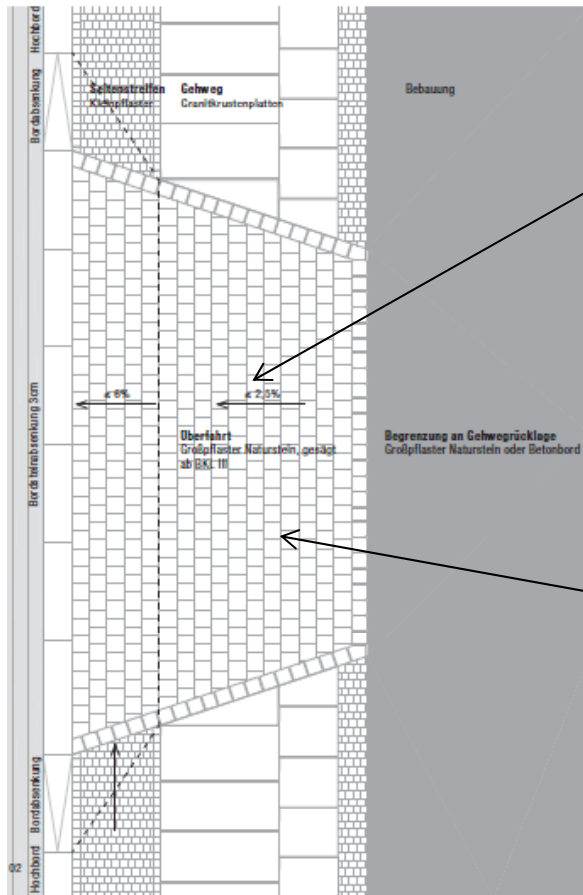 Hochbord
Bordabsenkung
Bordsteinabsenkung 3cm
Bordabsenkung
Hochbord
Seitenstreifen
Kleinpflaster
Gehweg
Granitkrustenplatten
Bebauung
≤ 6%
≤ 2,5%
Überfahrt
Großpflaster Naturstein, gesägt
ab BKL III
Begrenzung an Gehwegrücklage
Großpflaster Naturstein oder Betonbord
02